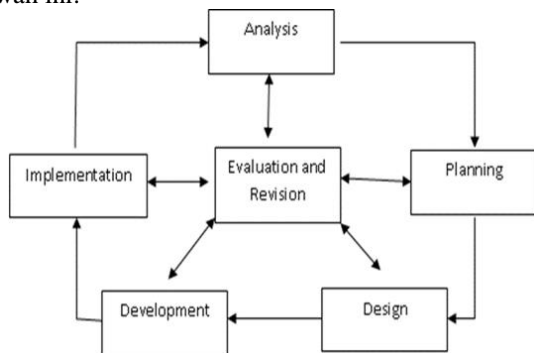 Analysis
Implementation
Evaluation and
Revision
Planning
Development
Design